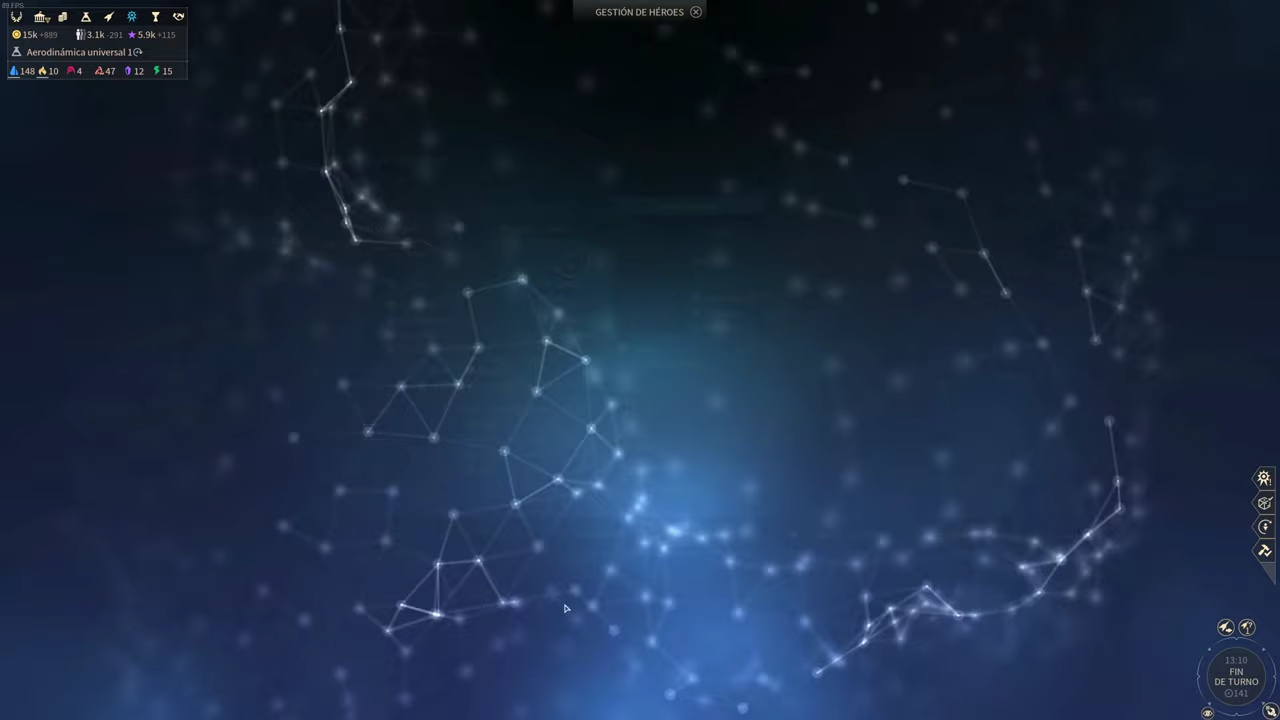 89 FPS
GESTIÓN DE HÉROES
15k +889 3.1k -291 5.9k +115
Aerodinámica universal 1
148 10 4 47 12 15
13:10
FIN
DE TURNO
141